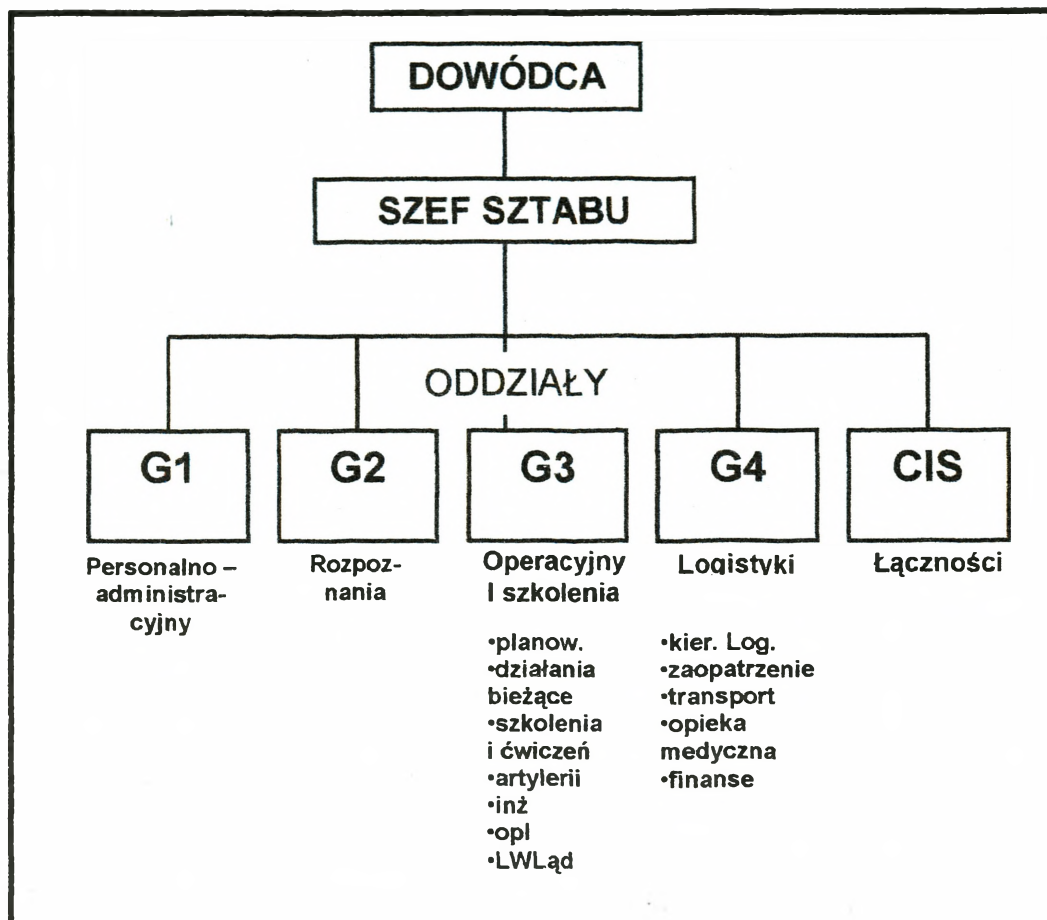 DOWÓDCA
SZEF SZTABU
ODDZIAŁY
G1
G2
G3
G4
CIS
Personalno –
administra-
cyjny
Rozpoz-
nania
Operacyjny
I szkolenia
Logistyki
Łączności
•planow.
•działania
bieżące
•szkolenia
i ćwiczeń
•artylerii
•inż
•opl
•LWLąd
•kier. Log.
•zaopatrzenie
•transport
•opieka
medyczna
•finanse